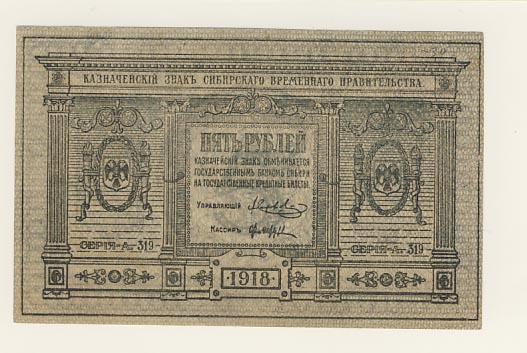 КАЗНАЧЕЙСКІЙ ЗНАКЪ СИБИРСКАГО ВРЕМЕННАГО ПРАВИТЕЛЬСТВА.
ПЯТЬ РУБЛЕЙ
КАЗНАЧЕЙСКІЙ ЗНАКЪ ОБМѢНИВАЕТСЯ
ГОСУДАРСТВЕННЫМЪ БАНКОМЪ СИБИРИ
НА ГОСУДАРСТВЕННЫЕ КРЕДИТНЫЕ БИЛЕТЫ.
УПРАВЛЯЮЩІЙ
КАССИРЪ
СЕРІЯ-А. 319
СЕРІЯ-А. 319
·1918·